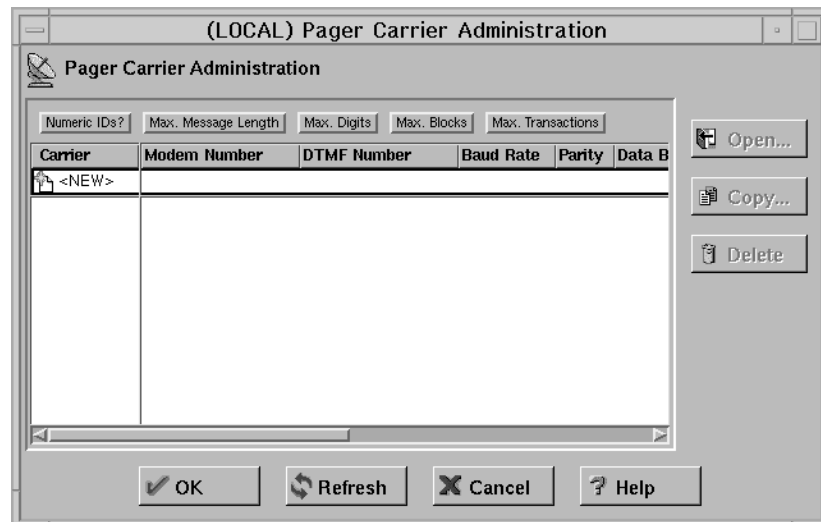 (LOCAL) Pager Carrier Administration
Pager Carrier Administration
Numeric IDs? Max. Message Length Max. Digits Max. Blocks Max. Transactions
Carrier Modem Number DTMF Number Baud Rate Parity Data B
<NEW>
Open...
Copy...
Delete
OK Refresh Cancel Help